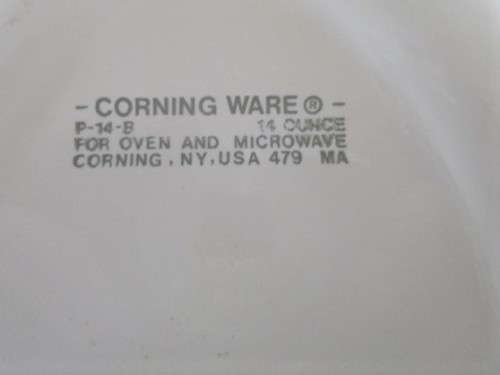 - CORNING WARE® -
P-14-B 14 OUNCE
FOR OVEN AND MICROWAVE
CORNING, NY, USA 479 MA